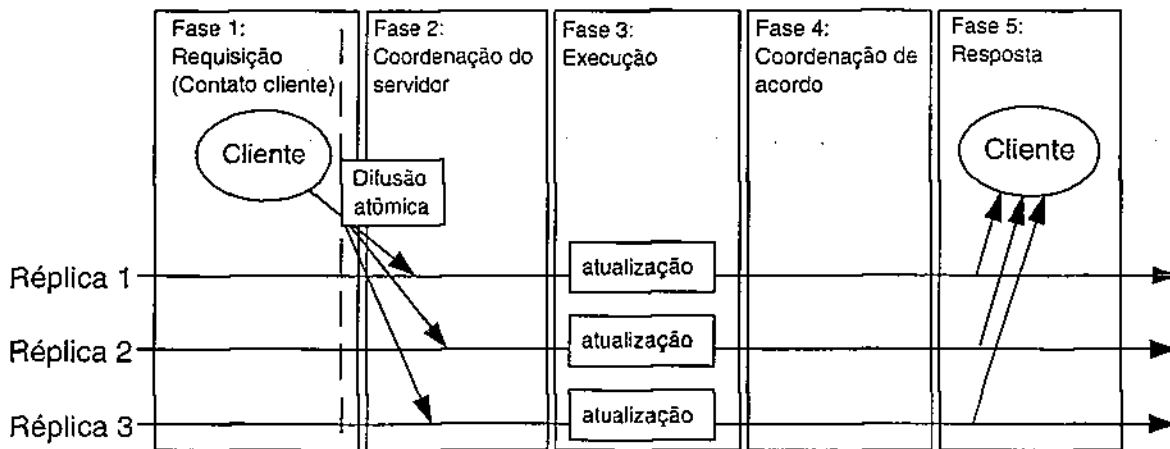 Fase 1:
Requisição
(Contato cliente)
Fase 2:
Coordenação do
servidor
Fase 3:
Execução
Fase 4:
Coordenação de
acordo
Fase 5:
Resposta
Cliente
Cliente
Difusão
atômica
Réplica 1
atualização
Réplica 2
atualização
Réplica 3
atualização